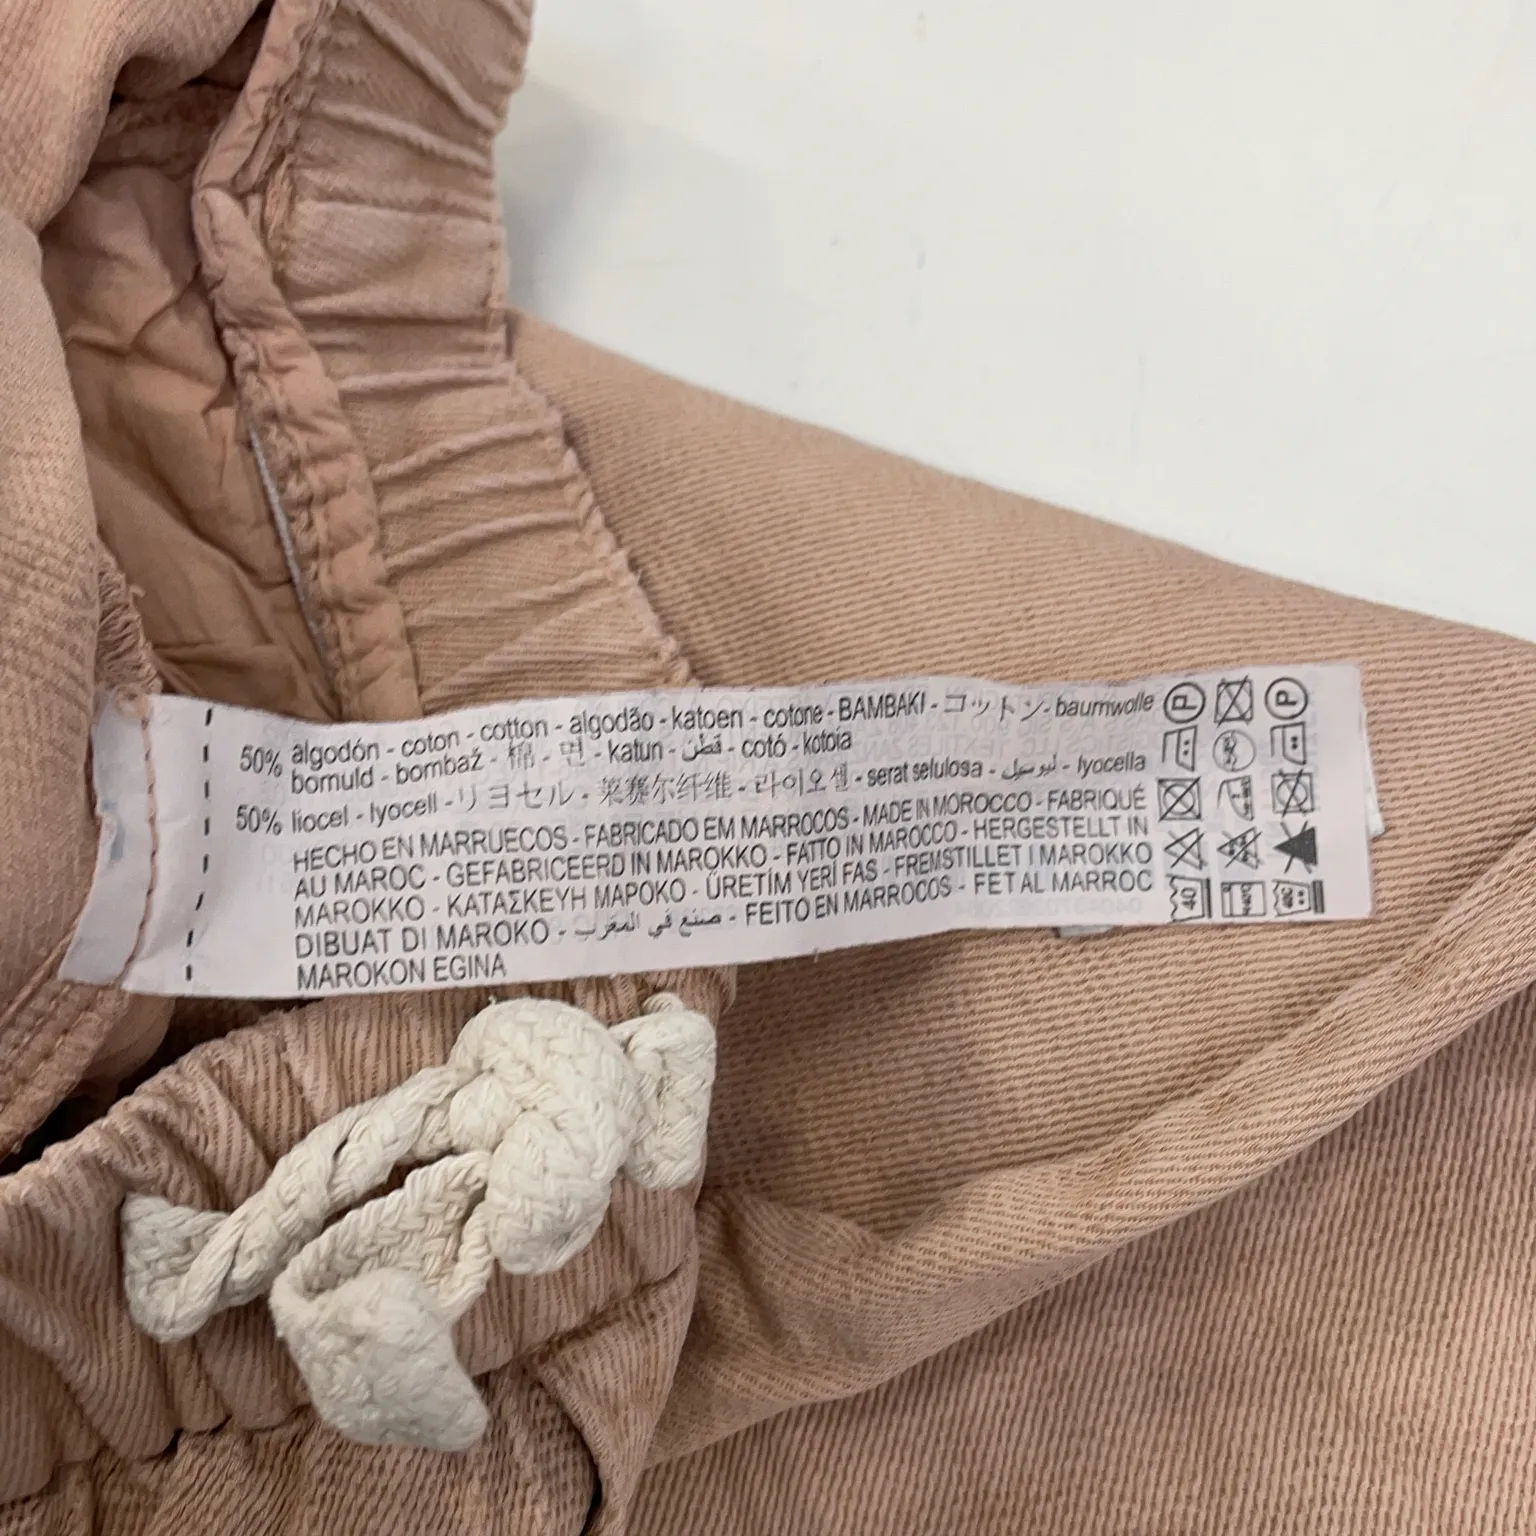 50% algodón - coton - cotton - algodão - katoen - cotone - BAMBAKI - コットン - baumwolle
bomuld - bombaž - 棉 - 면 - katun - قطن - cotó - kotoia
50% liocel - lyocell - リヨセル - 莱赛尔纤维 - 라이오셀 - serat selulosa - ليوسيل - lyocella
HECHO EN MARRUECOS - FABRICADO EM MARROCOS - MADE IN MOROCCO - FABRIQUÉ
AU MAROC - GEFABRICEERD IN MAROKKO - FATTO IN MAROCCO - HERGESTELLT IN
MAROKKO - ΚΑΤΑΣΚΕΥΗ ΜΑΡΟΚΟ - ÜRETİM YERİ FAS - FREMSTILLET I MAROKKO
DIBUAT DI MAROKO - صنع في المغرب - FEITO EN MARROCOS - FET AL MARROC
MAROKON EGINA
P P
40